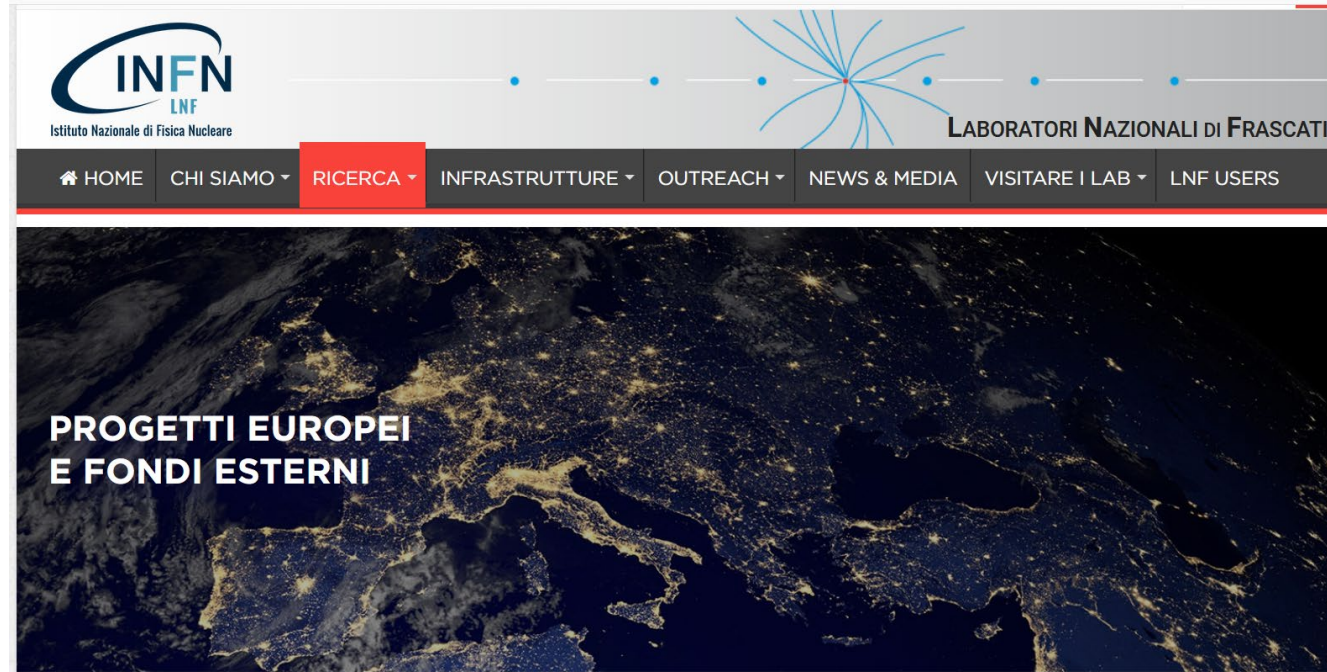 INFN
LNF
Istituto Nazionale di Fisica Nucleare
LABORATORI NAZIONALI DI FRASCATI
HOME CHI SIAMO RICERCA INFRASTRUTTURE OUTREACH NEWS & MEDIA VISITARE I LAB LNF USERS
PROGETTI EUROPEI
E FONDI ESTERNI